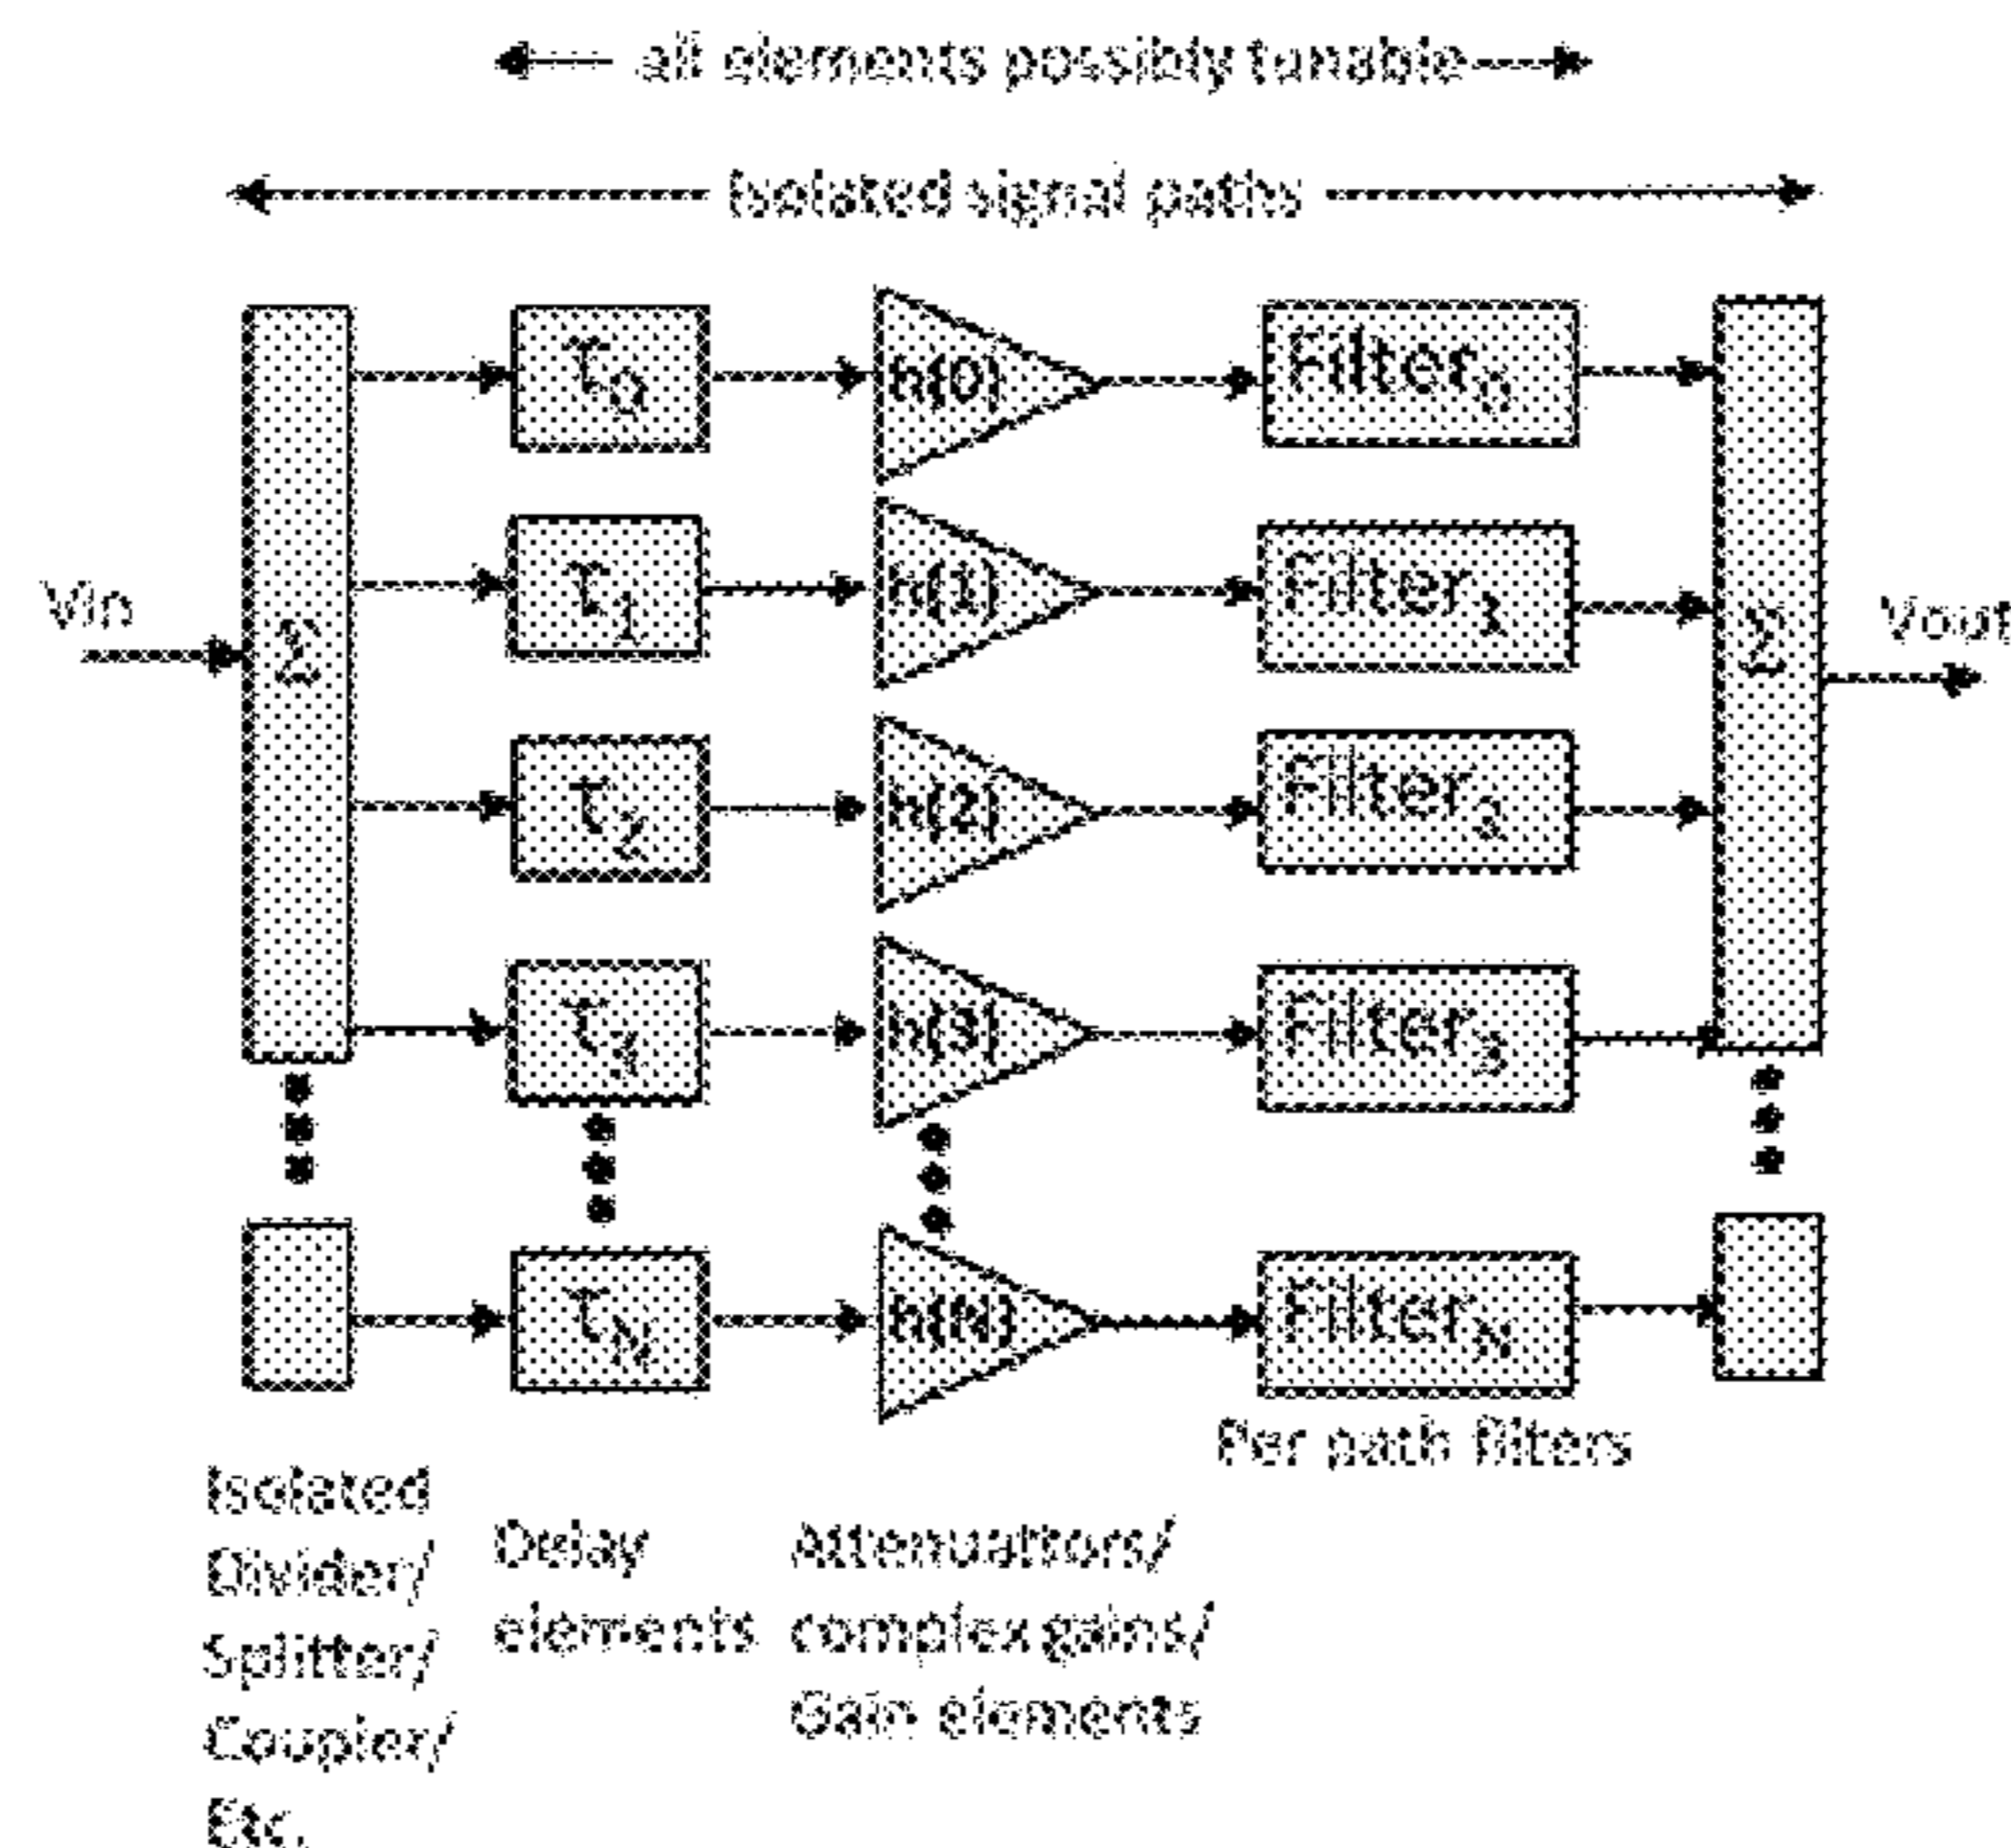 all elements possibly tunable
Isolated signal paths
Vin
Σ
τ0
h(0)
Filter0
τ1
h(1)
Filter1
Σ
Vout
τ2
h(2)
Filter2
τ3
h(3)
Filter3
τN
h(N)
FilterN
Per path filters
Isolated
Divider/
Splitter/
Coupler/
Etc.
Delay
elements
Attenuattors/
complex gains/
Gain elements